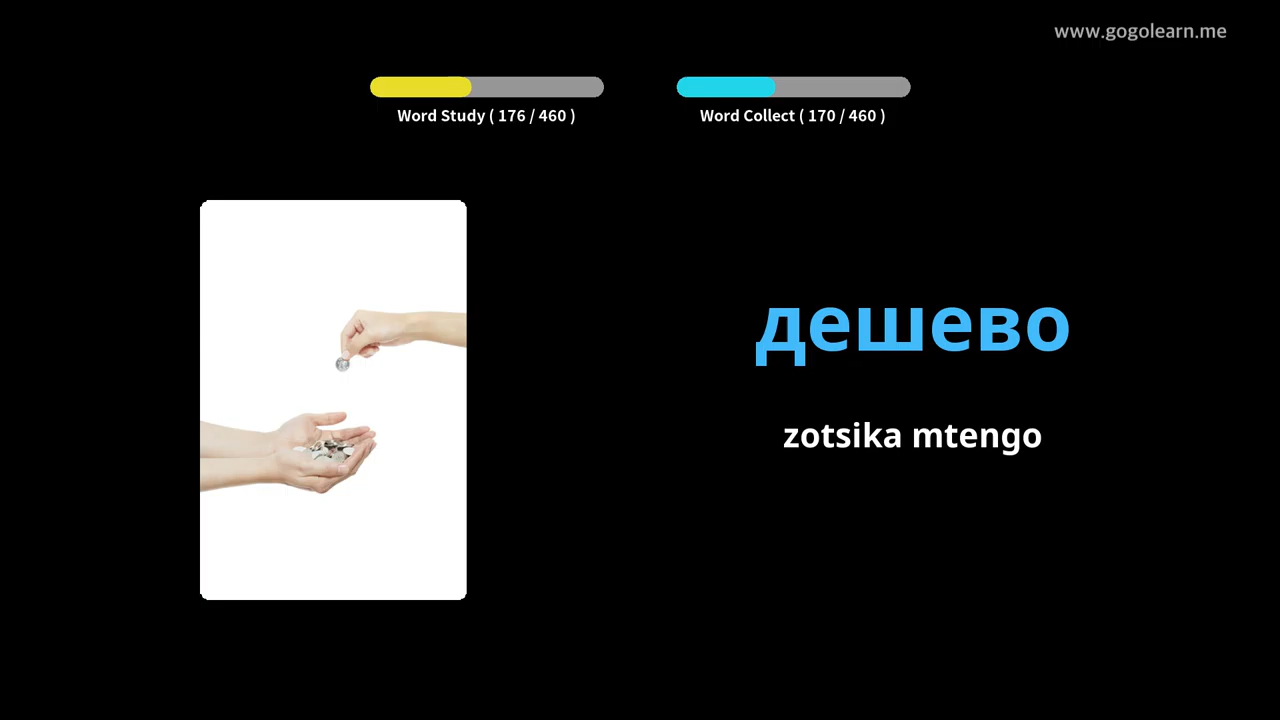 www.gogolearn.me
Word Study ( 176 / 460 )
Word Collect ( 170 / 460 )
дешево
zotsika mtengo